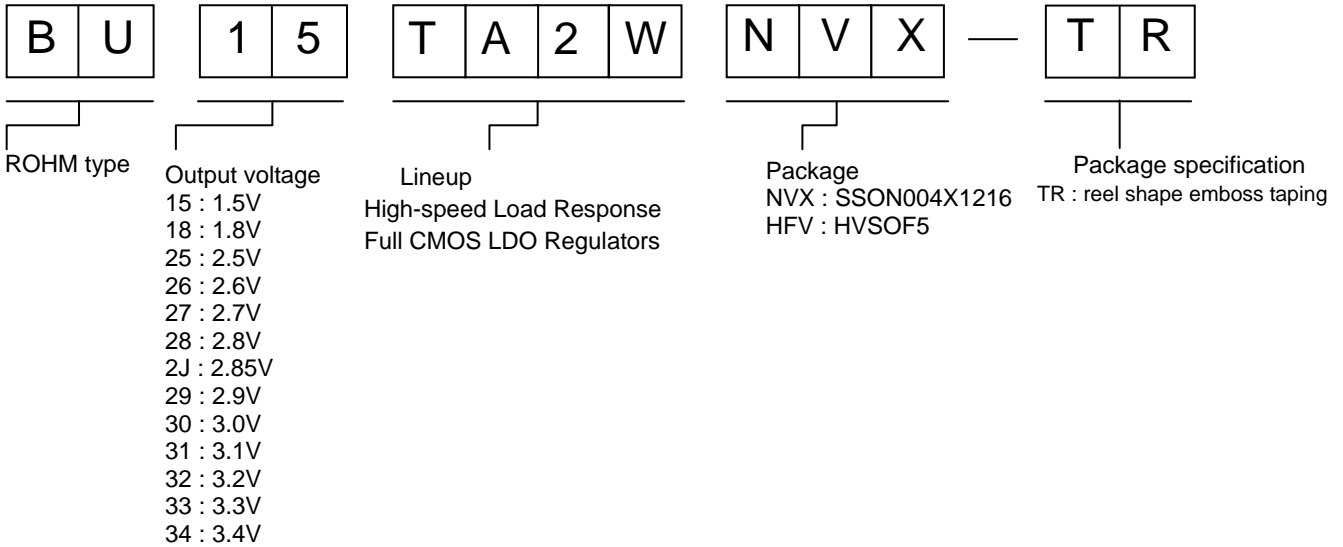 B U 1 5 T A 2 W N V X — T R
ROHM type
Output voltage
15 : 1.5V
18 : 1.8V
25 : 2.5V
26 : 2.6V
27 : 2.7V
28 : 2.8V
2J : 2.85V
29 : 2.9V
30 : 3.0V
31 : 3.1V
32 : 3.2V
33 : 3.3V
34 : 3.4V
Lineup
High-speed Load Response
Full CMOS LDO Regulators
Package
NVX : SSON004X1216
HFV : HVSOF5
Package specification
TR : reel shape emboss taping